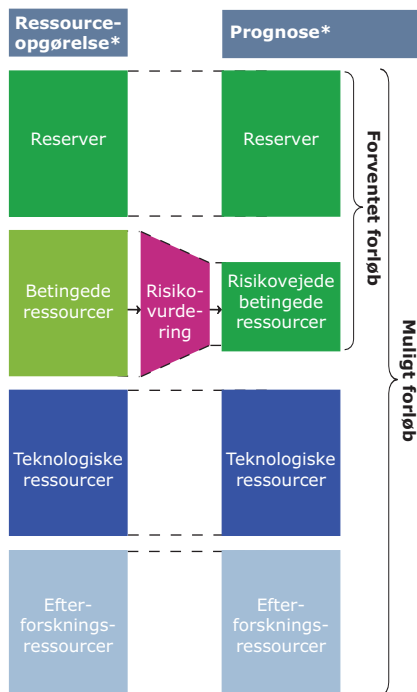 Ressource-
opgørelse*
Prognose*
Reserver
Reserver
Forventet forløb
Betingede
ressourcer
Risiko-
vurde-
ring
Risikovejede
betingede
ressourcer
Muligt forløb
Teknologiske
ressourcer
Teknologiske
ressourcer
Efter-
forsknings-
ressourcer
Efter-
forsknings-
ressourcer